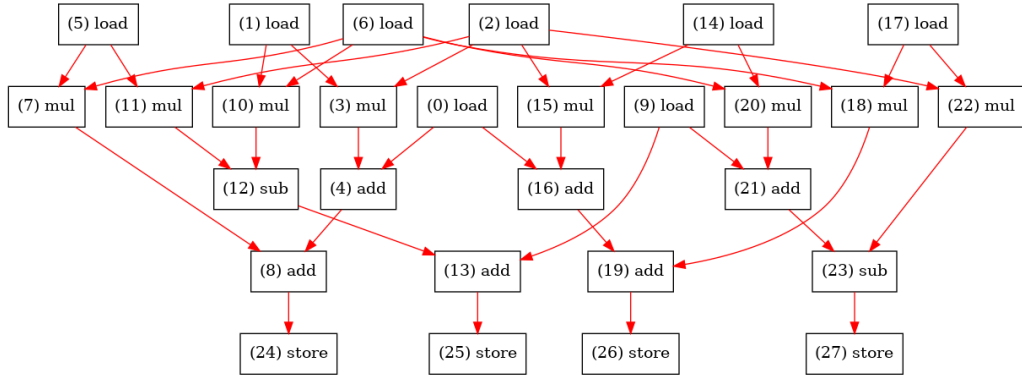 (5) load
(1) load
(6) load
(2) load
(14) load
(17) load
(7) mul
(11) mul
(10) mul
(3) mul
(0) load
(15) mul
(9) load
(20) mul
(18) mul
(22) mul
(12) sub
(4) add
(16) add
(21) add
(8) add
(13) add
(19) add
(23) sub
(24) store
(25) store
(26) store
(27) store